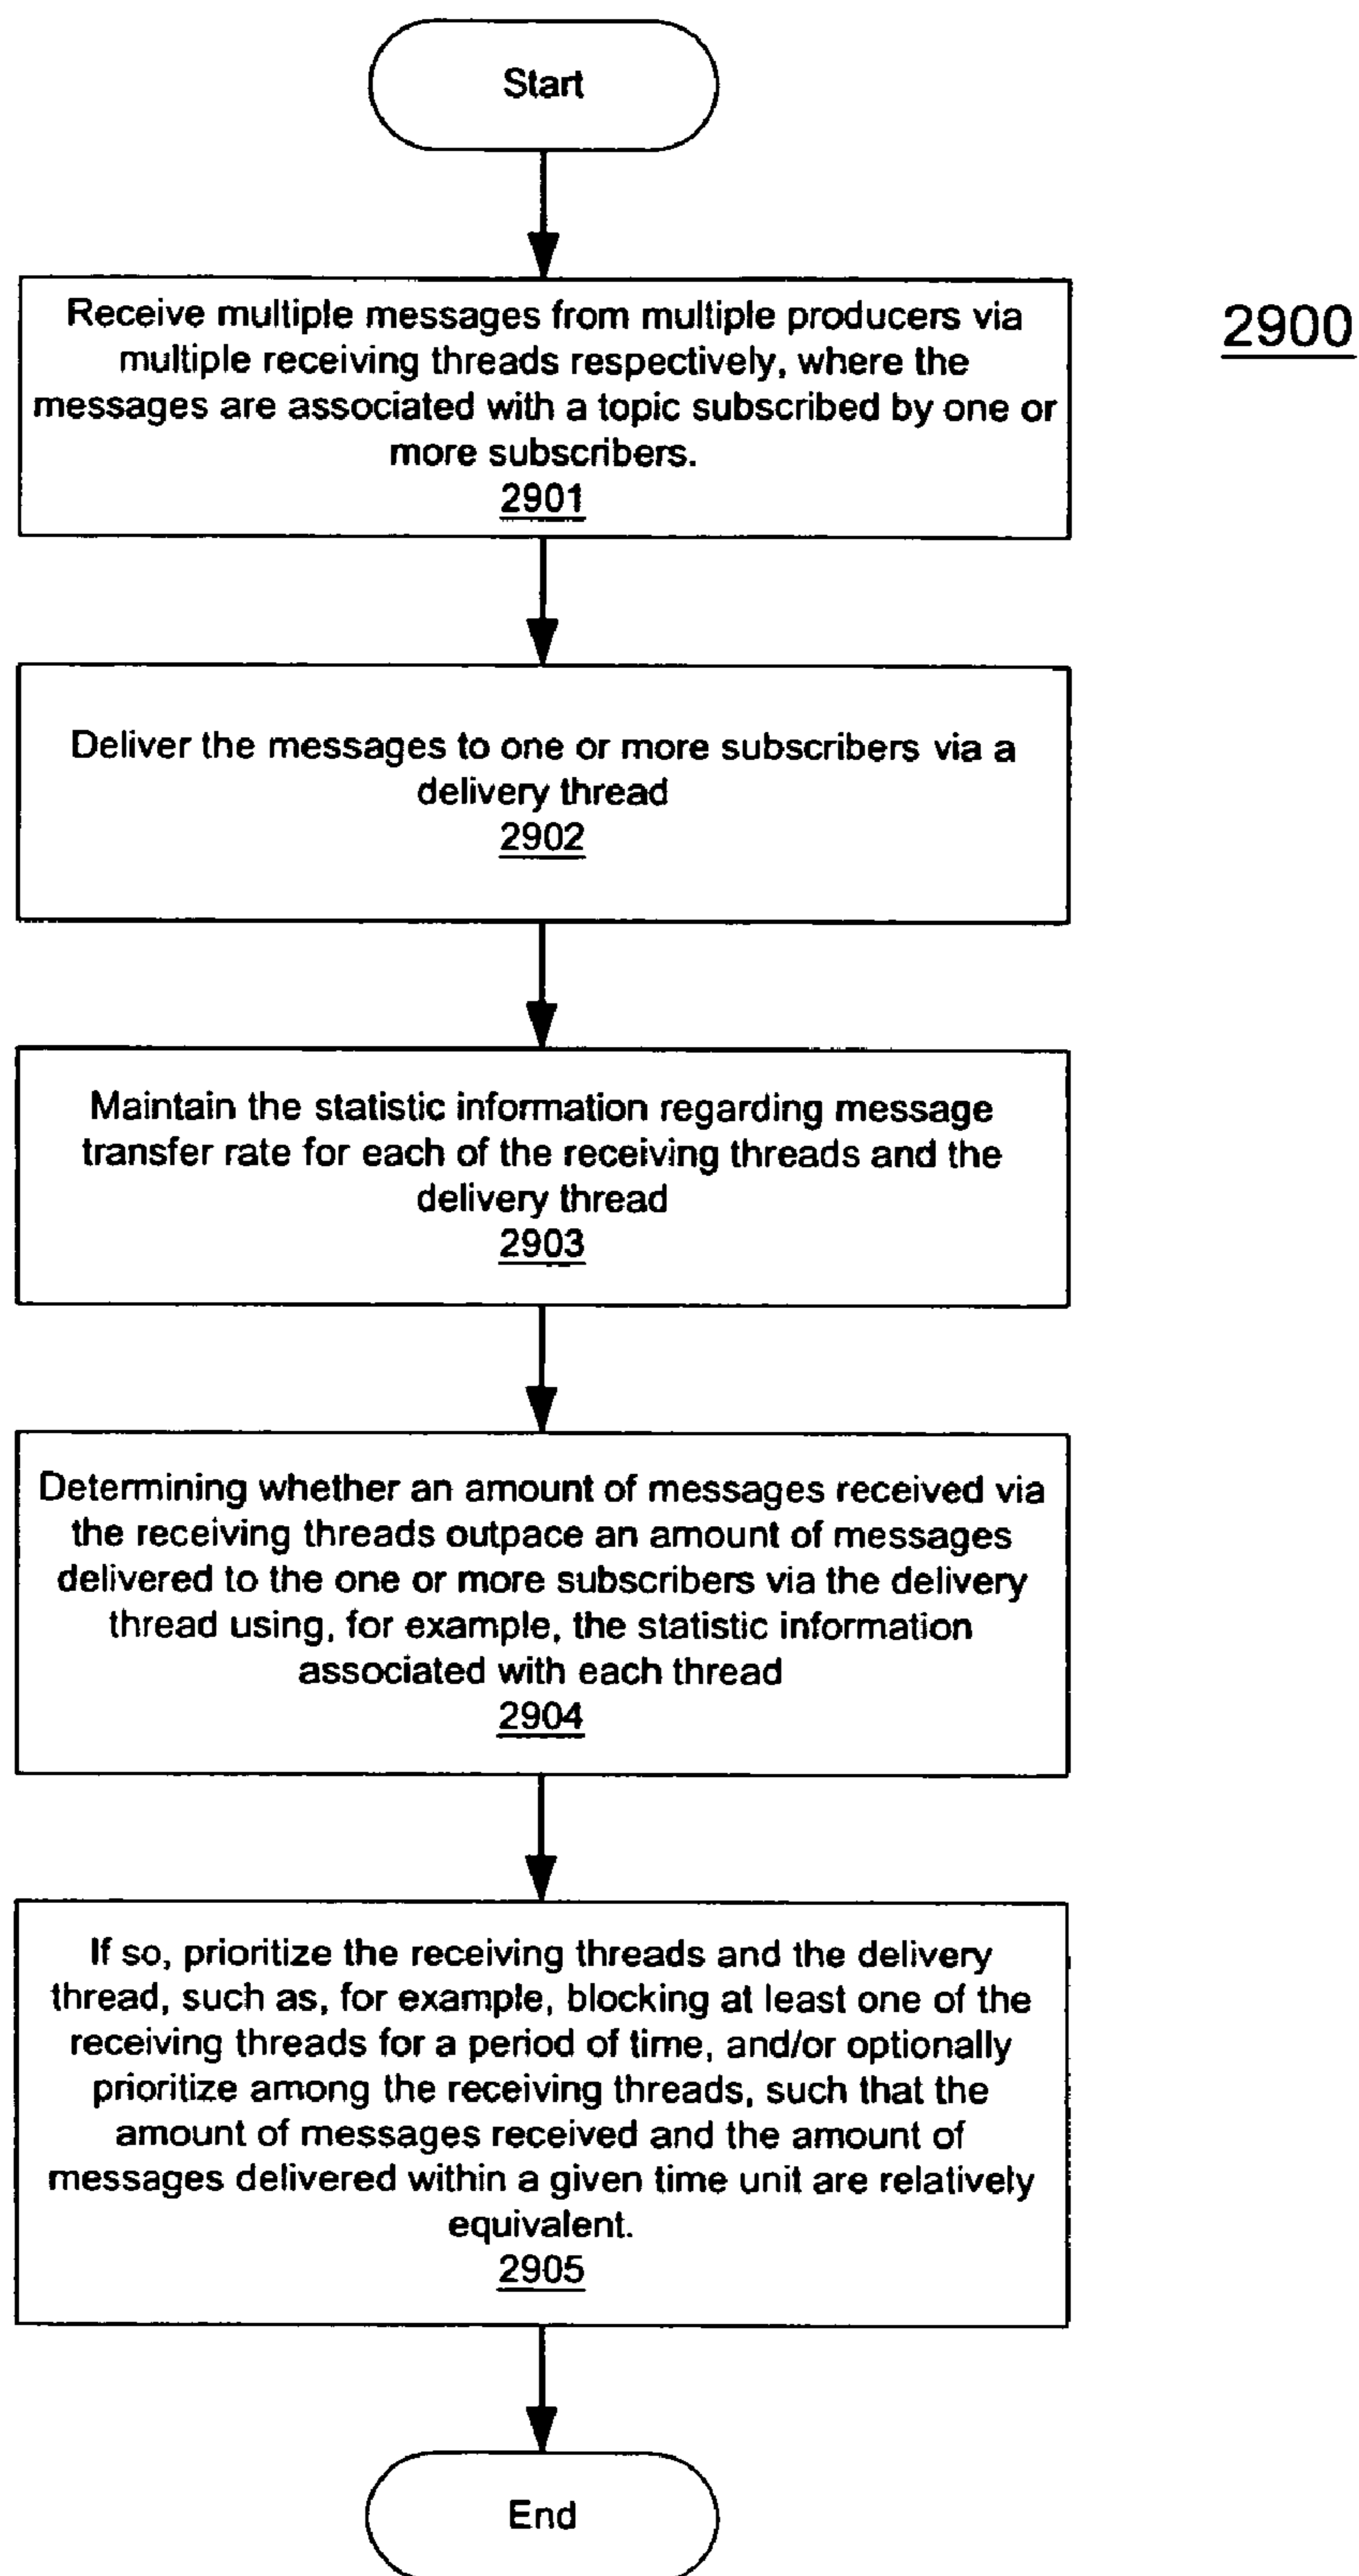 Start
Receive multiple messages from multiple producers via
multiple receiving threads respectively, where the
messages are associated with a topic subscribed by one or
more subscribers.
2901
2900
Deliver the messages to one or more subscribers via a
delivery thread
2902
Maintain the statistic information regarding message
transfer rate for each of the receiving threads and the
delivery thread
2903
Determining whether an amount of messages received via
the receiving threads outpace an amount of messages
delivered to the one or more subscribers via the delivery
thread using, for example, the statistic information
associated with each thread
2904
If so, prioritize the receiving threads and the delivery
thread, such as, for example, blocking at least one of the
receiving threads for a period of time, and/or optionally
prioritize among the receiving threads, such that the
amount of messages received and the amount of
messages delivered within a given time unit are relatively
equivalent.
2905
End